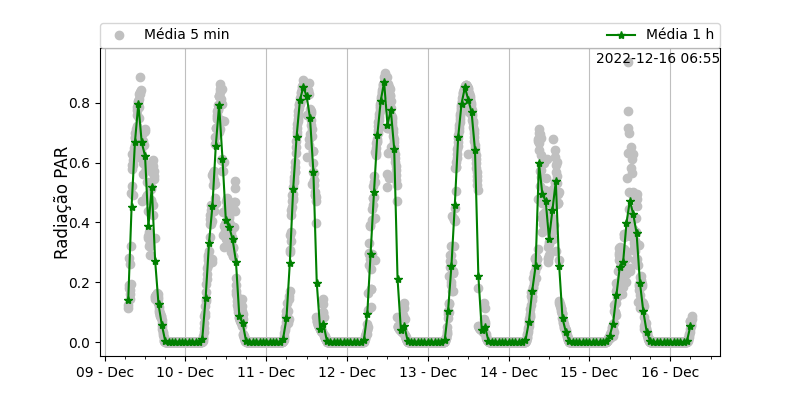 Média 5 min
Média 1 h
2022-12-16 06:55
Radiação PAR
0.8
0.6
0.4
0.2
0.0
09 - Dec
10 - Dec
11 - Dec
12 - Dec
13 - Dec
14 - Dec
15 - Dec
16 - Dec